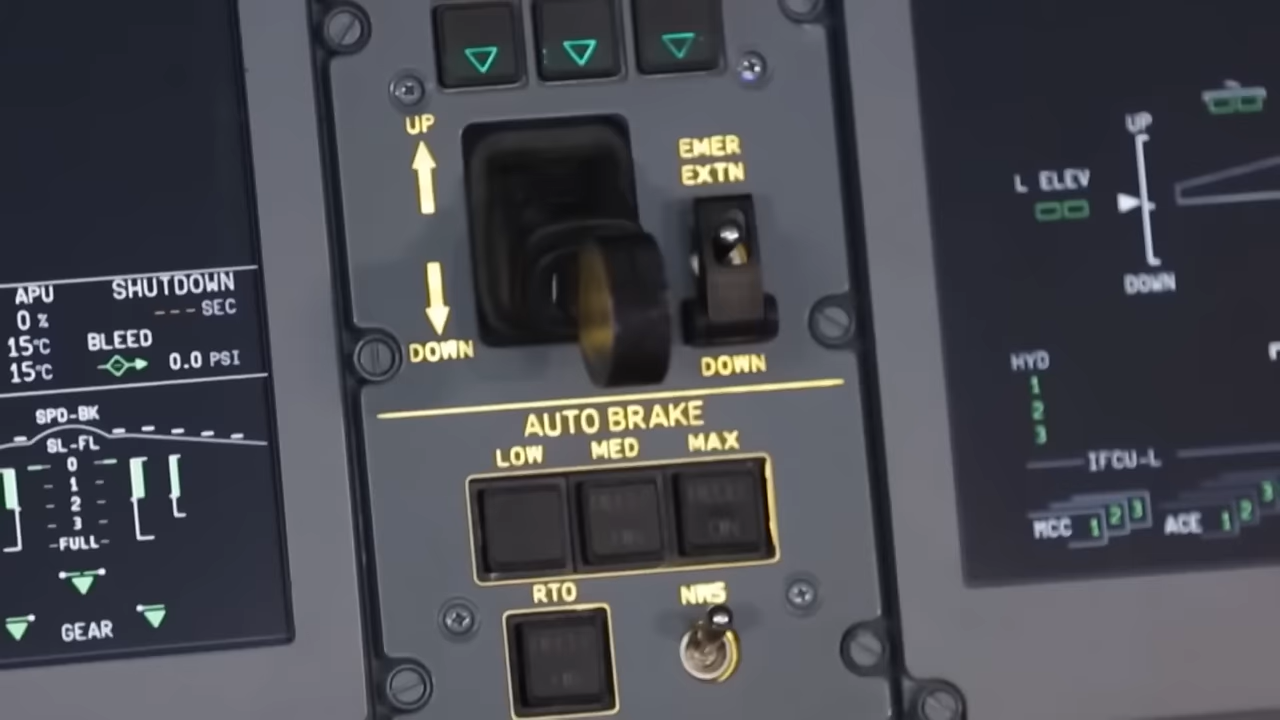 APU
SHUTDOWN
0 %
--- SEC
15°C
BLEED
15°C
0.0 PSI
SPD-BK
SL-FL
0
1
2
3
-FULL-
GEAR
UP
DOWN
EMER
EXTN
DOWN
AUTO BRAKE
LOW MED MAX
ON
RTO
UP
L ELEV
DOWN
HYD
1
2
3
IFCU-L
MCC 1 2 3 ACE 1 2 3